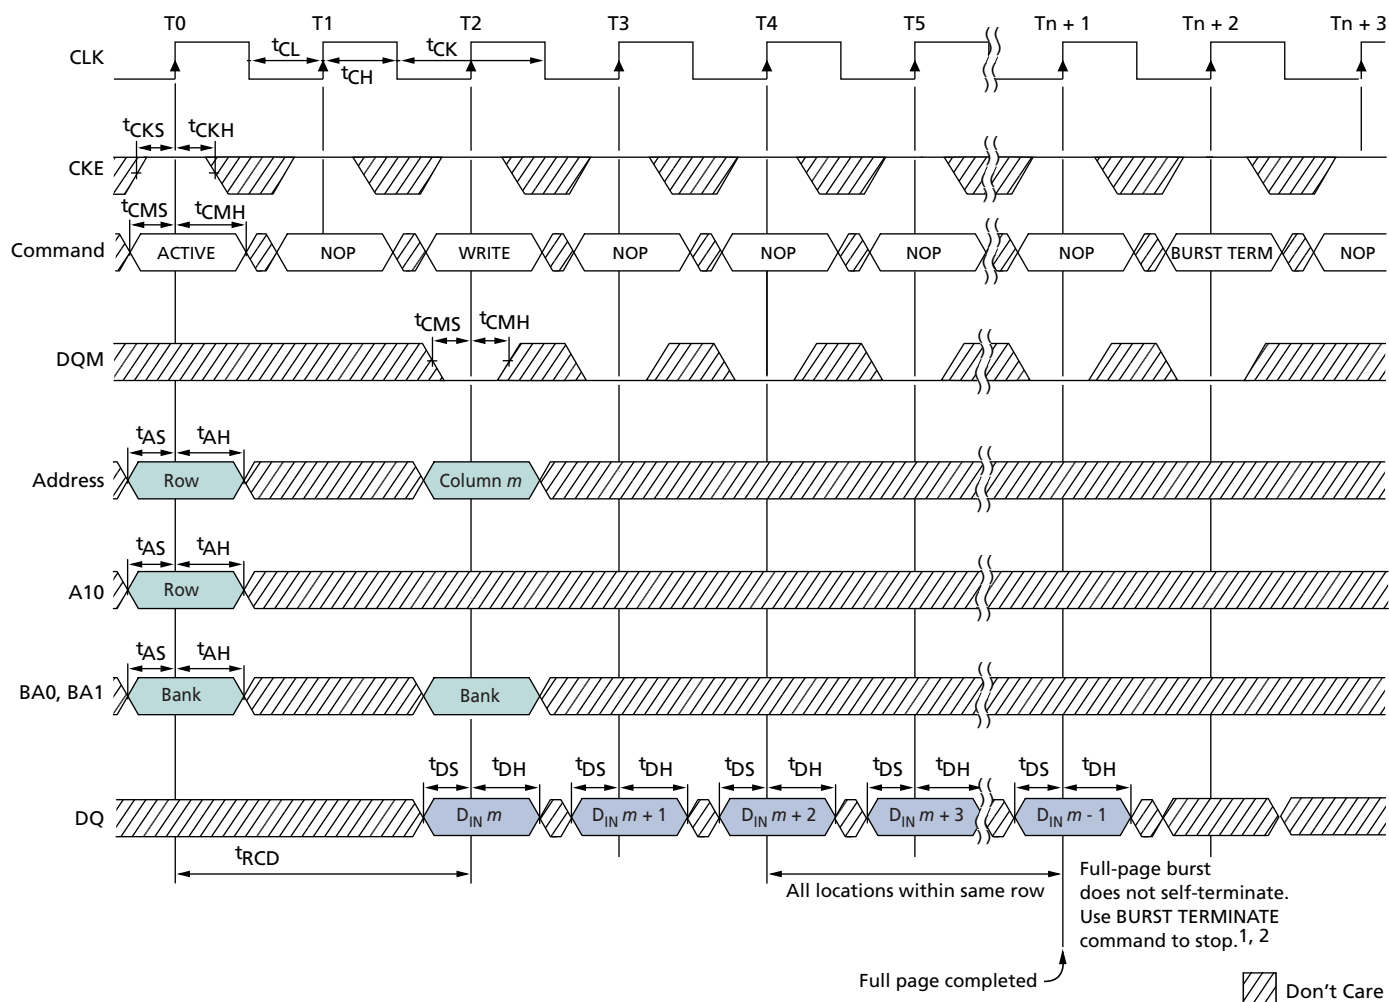 T0 T1 T2 T3 T4 T5 Tn + 1 Tn + 2 Tn + 3
CLK
tCL tCK
tCH
tCKS tCKH
CKE
tCMS tCMH
Command ACTIVE NOP WRITE NOP NOP NOP NOP BURST TERM NOP
tCMS tCMH
DQM
tAS tAH
Address Row Column m
tAS tAH
A10 Row
tAS tAH
BA0, BA1 Bank Bank
tDS tDH tDS tDH tDS tDH tDS tDH tDS tDH
DQ DIN m DIN m + 1 DIN m + 2 DIN m + 3 DIN m - 1
tRCD
All locations within same row
Full-page burst
does not self-terminate.
Use BURST TERMINATE
command to stop.1, 2
Full page completed
Don't Care